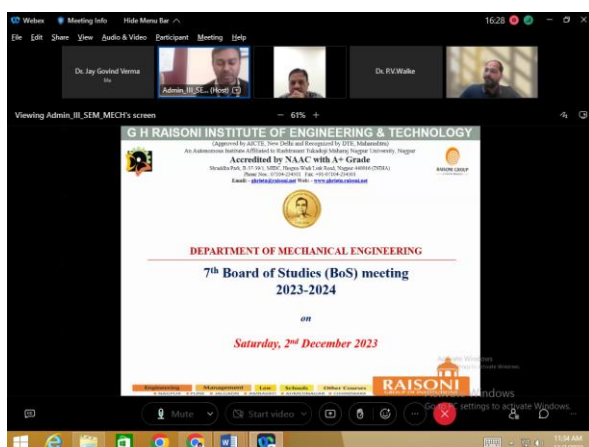 Webex Meeting Info Hide Menu Bar 16:28
File Edit Share View Audio & Video Participant Meeting Help
Dr. Jay Govind Verma
Me
Admin_III_SE... (Host)
Dr. P.V.Walke
Viewing Admin_III_SEM_MECH's screen
61%
G H RAISONI INSTITUTE OF ENGINEERING & TECHNOLOGY
(Approved by AICTE, New Delhi and Recognized by DTE, Maharashtra)
An Autonomous Institute Affiliated to Rashtrasant Tukadoji Maharaj Nagpur University, Nagpur
Accredited by NAAC with A+ Grade
RAISONI GROUP
DEPARTMENT OF MECHANICAL ENGINEERING
7th Board of Studies (BoS) meeting
2023-2024
on
Saturday, 2nd December 2023
Engineering Management Law Schools Other Courses
RAISONI
Activate Windows
Mute
Start video
Go to PC settings to activate Windows.
11:34 AM